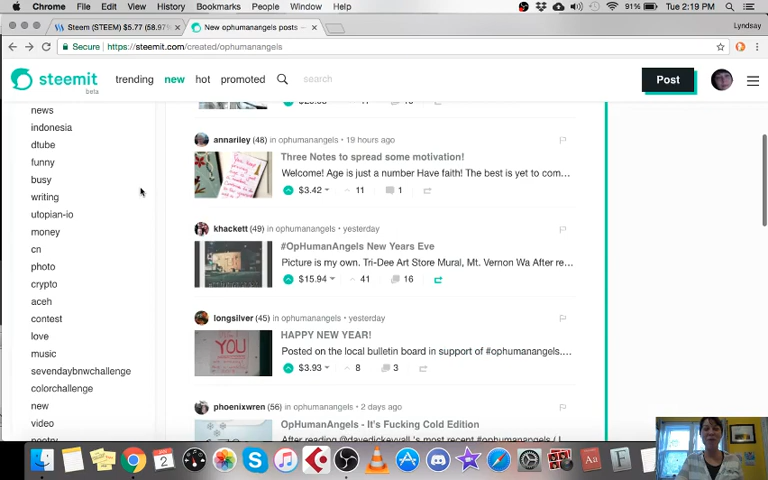 Chrome File Edit View History Bookmarks People Window Help 91% Tue 2:19 PM
Steem (STEEM) $5.77 (58.97% New ophumanangels posts — Lyndsay
Secure https://steemit.com/created/ophumanangels
steemit beta trending new hot promoted search Post
news
indonesia
dtube
funny
busy
writing
utopian-io
money
cn
photo
crypto
aceh
contest
love
music
sevendaybnwchallenge
colorchallenge
new
video
annariley (48) in ophumanangels • 19 hours ago
Three Notes to spread some motivation!
Welcome! Age is just a number Have faith! The best is yet to com...
$3.42 11 1
khackett (49) in ophumanangels • yesterday
#OpHumanAngels New Years Eve
Picture is my own. Tri-Dee Art Store Mural, Mt. Vernon Wa After re...
$15.94 41 16
longsilver (45) in ophumanangels • yesterday
HAPPY NEW YEAR!
YOU
Posted on the local bulletin board in support of #ophumanangels....
$3.93 8 3
phoenixwren (56) in ophumanangels • 2 days ago
OpHumanAngels - It's Fucking Cold Edition